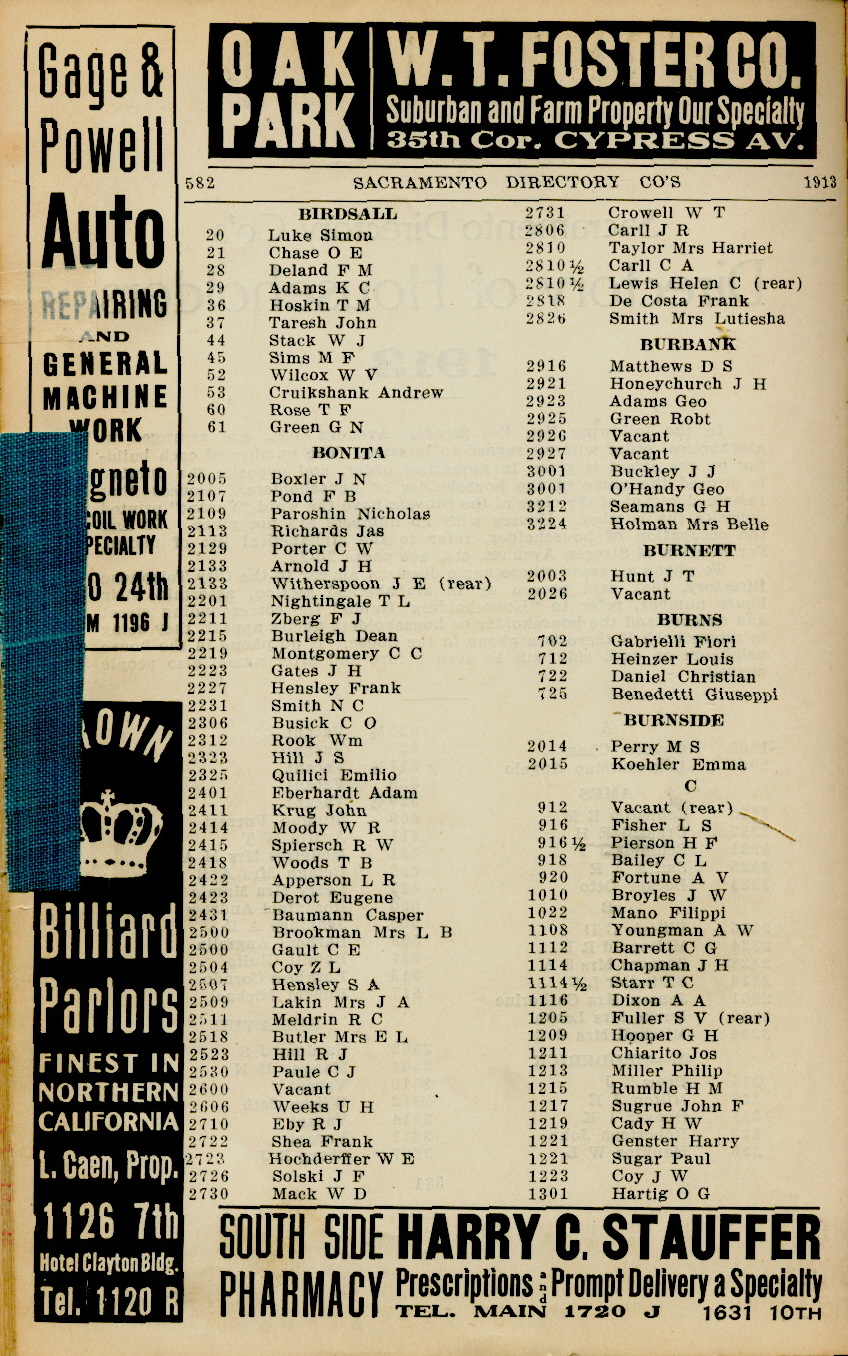 Gage &
Powell
Auto
REPAIRING
AND
GENERAL
MACHINE
WORK
gneto
COIL WORK
PECIALTY
O 24th
M 1196 J
OAK
PARK
W. T. FOSTER CO.
Suburban and Farm Property Our Specialty
35th Cor. CYPRESS AV.
582 SACRAMENTO DIRECTORY CO'S 1913
BIRDSALL
20 Luke Simon
21 Chase O E
28 Deland F M
29 Adams K C
36 Hoskin T M
37 Taresh John
44 Stack W J
45 Sims M F
52 Wilcox W V
53 Cruikshank Andrew
60 Rose T F
61 Green G N
BONITA
2005 Boxler J N
2107 Pond F B
2109 Paroshin Nicholas
2113 Richards Jas
2129 Porter C W
2133 Arnold J H
2133 Witherspoon J E (rear)
2201 Nightingale T L
2211 Zberg F J
2215 Burleigh Dean
2219 Montgomery C C
2223 Gates J H
2227 Hensley Frank
2231 Smith N C
2306 Busick C O
2312 Rook Wm
2323 Hill J S
2325 Quilici Emilio
2401 Eberhardt Adam
2411 Krug John
2414 Moody W R
2415 Spiersch R W
2418 Woods T B
2422 Apperson L R
2423 Derot Eugene
2431 Baumann Casper
2500 Brookman Mrs L B
2500 Gault C E
2504 Coy Z L
2507 Hensley S A
2509 Lakin Mrs J A
2511 Meldrin R C
2518 Butler Mrs E L
2523 Hill R J
2530 Paule C J
2600 Vacant
2606 Weeks U H
2710 Eby R J
2722 Shea Frank
2723 Hochderffer W E
2726 Solski J F
2730 Mack W D
2731 Crowell W T
2806 Carll J R
2810 Taylor Mrs Harriet
2810½ Carll C A
2810½ Lewis Helen C (rear)
2818 De Costa Frank
2826 Smith Mrs Lutiesha
BURBANK
2916 Matthews D S
2921 Honeychurch J H
2923 Adams Geo
2925 Green Robt
2926 Vacant
2927 Vacant
3001 Buckley J J
3001 O'Handy Geo
3212 Seamans G H
3224 Holman Mrs Belle
BURNETT
2003 Hunt J T
2026 Vacant
BURNS
702 Gabrielli Fiori
712 Heinzer Louis
722 Daniel Christian
725 Benedetti Giuseppi
BURNSIDE
2014 Perry M S
2015 Koehler Emma
C
912 Vacant (rear)
916 Fisher L S
916½ Pierson H F
918 Bailey C L
920 Fortune A V
1010 Broyles J W
1022 Mano Filippi
1108 Youngman A W
1112 Barrett C G
1114 Chapman J H
1114½ Starr T C
1116 Dixon A A
1205 Fuller S V (rear)
1209 Hooper G H
1211 Chiarito Jos
1213 Miller Philip
1215 Rumble H M
1217 Sugrue John F
1219 Cady H W
1221 Genster Harry
1221 Sugar Paul
1223 Coy J W
1301 Hartig O G
ROWN
Billiard
Parlors
FINEST IN
NORTHERN
CALIFORNIA
L. Caen, Prop.
1126 7th
Hotel Clayton Bldg.
Tel. 1120 R
SOUTH SIDE
PHARMACY
HARRY C. STAUFFER
Prescriptions and Prompt Delivery a Specialty
TEL. MAIN 1720 J 1631 10TH